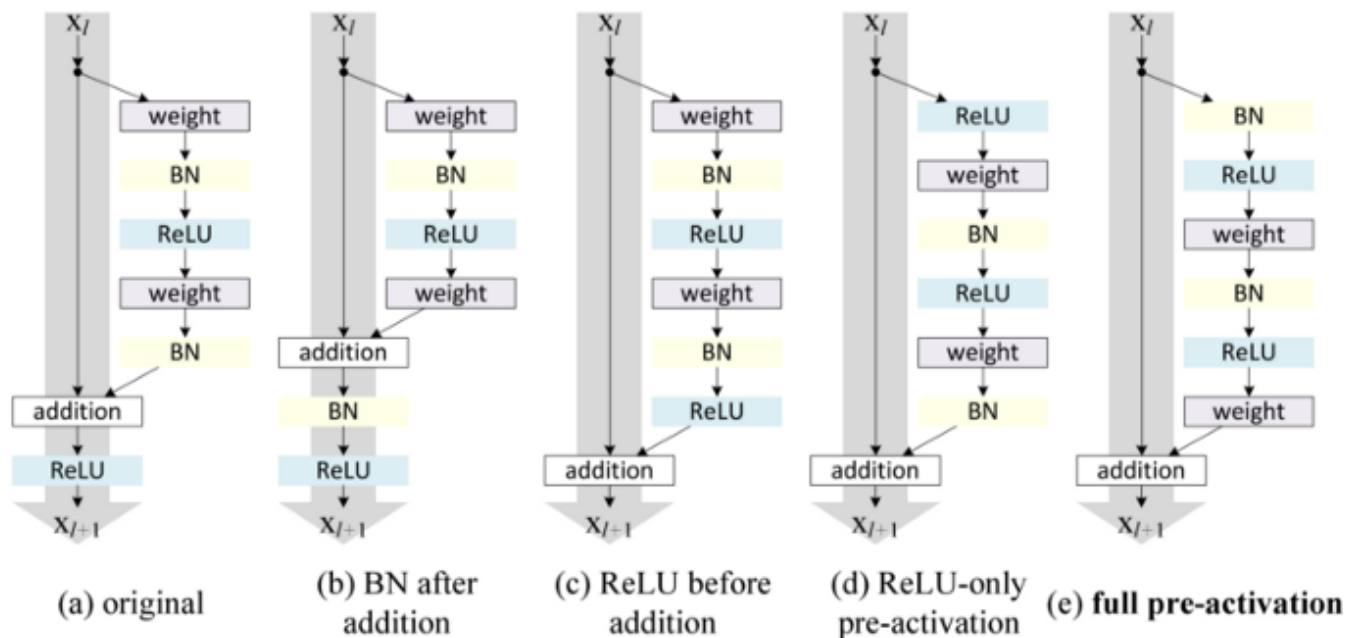 x_l
weight
BN
ReLU
weight
BN
addition
ReLU
x_{l+1}
(a) original
x_l
weight
BN
ReLU
weight
addition
BN
ReLU
x_{l+1}
(b) BN after
addition
x_l
weight
BN
ReLU
weight
BN
ReLU
addition
x_{l+1}
(c) ReLU before
addition
x_l
ReLU
weight
BN
ReLU
weight
BN
addition
x_{l+1}
(d) ReLU-only
pre-activation
x_l
BN
ReLU
weight
BN
ReLU
weight
addition
x_{l+1}
(e) full pre-activation